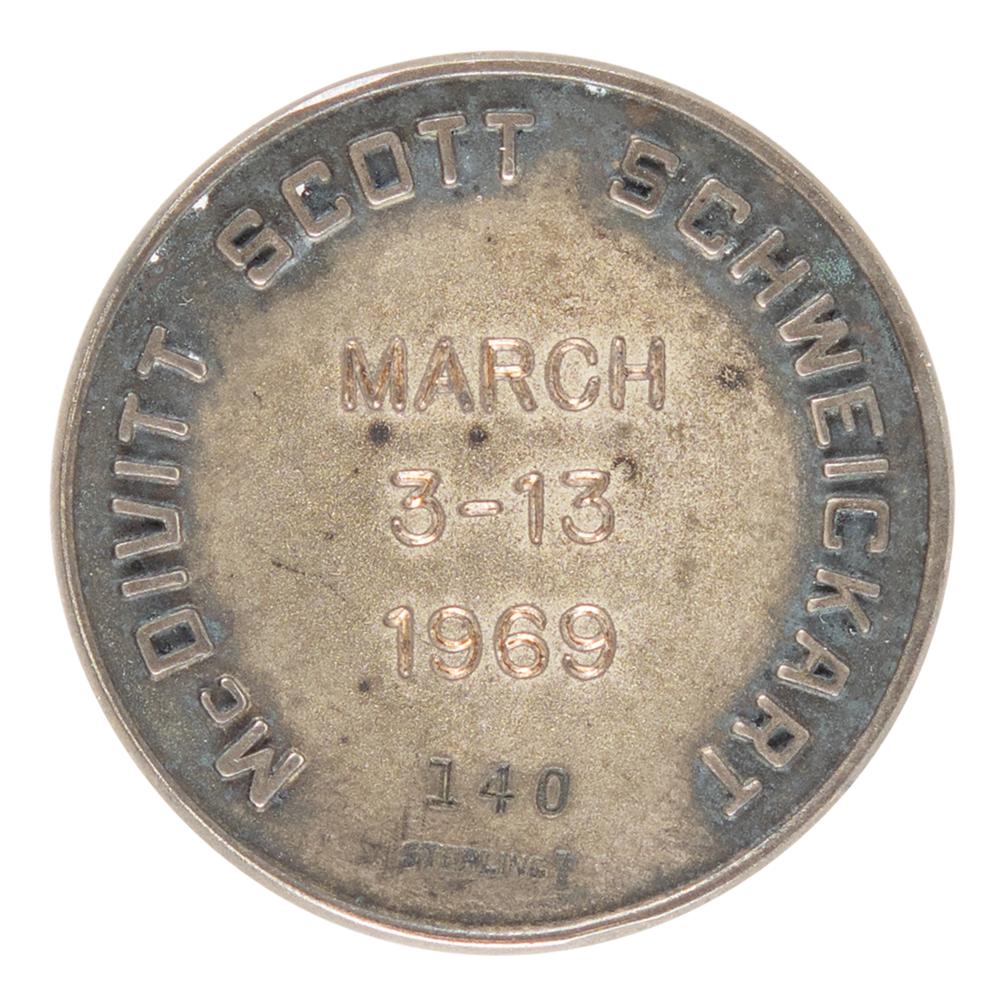 McDIVITT SCOTT SCHWEICKART
MARCH
3-13
1969
140
STERLING